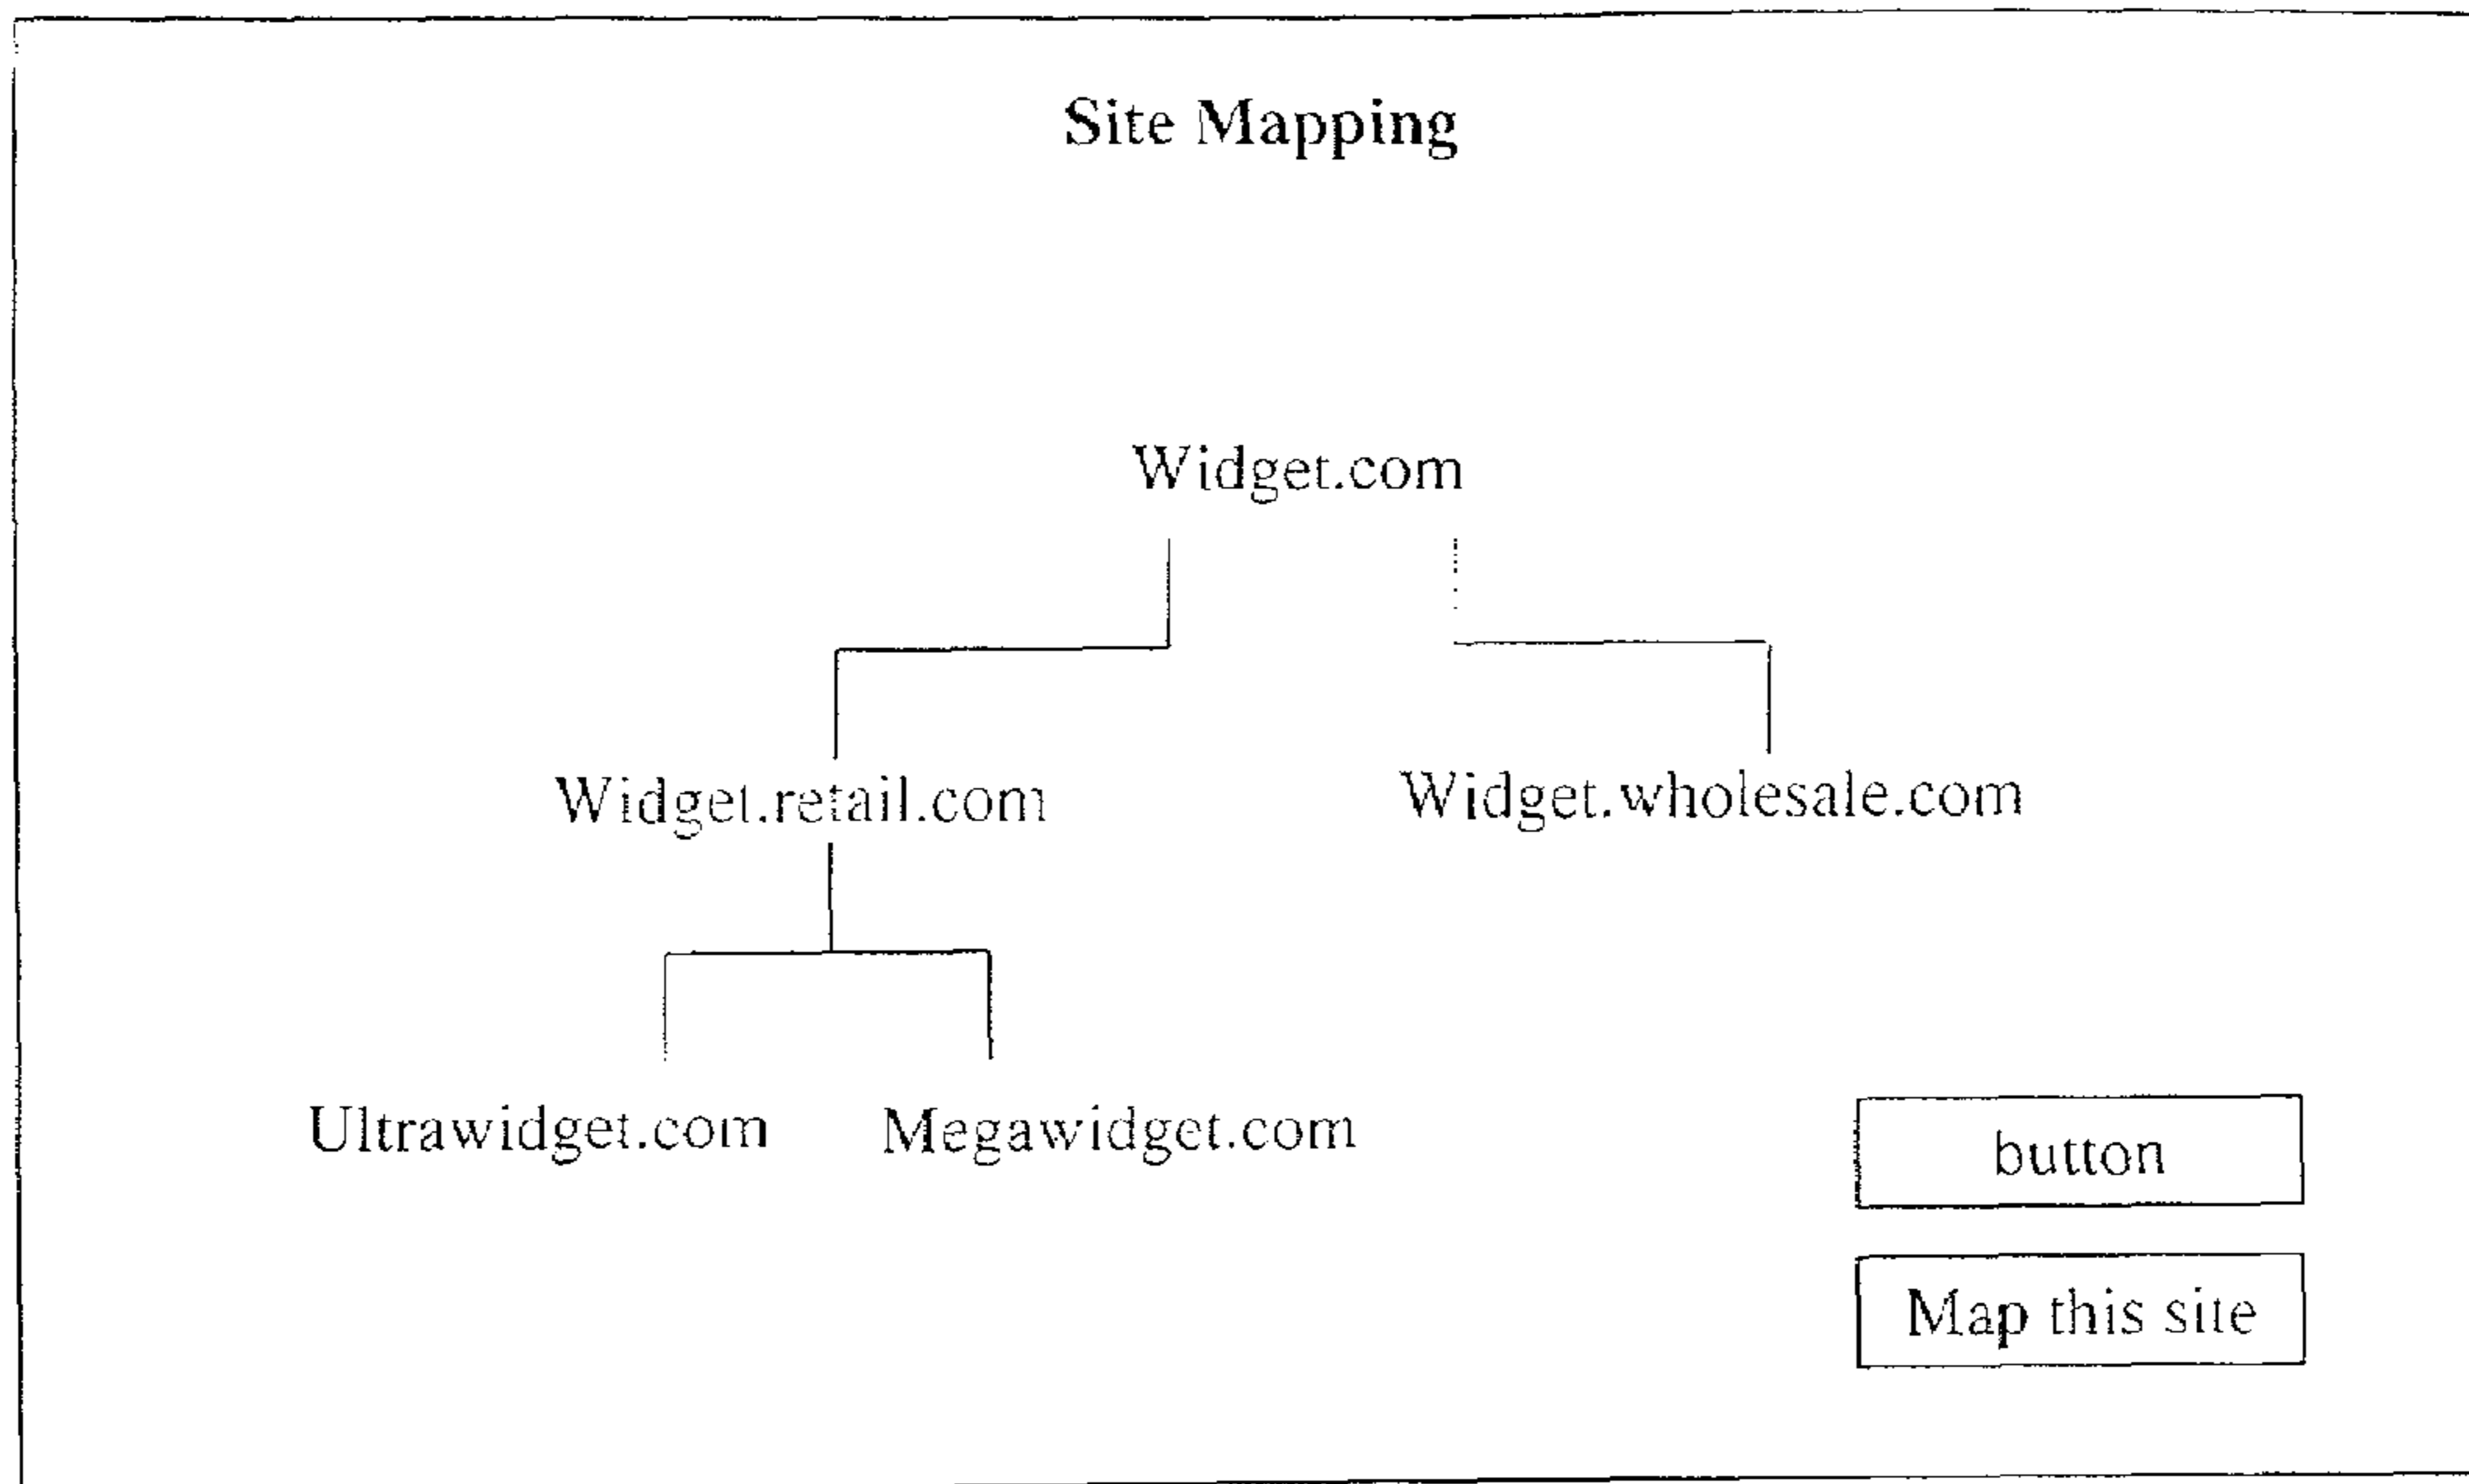 Site Mapping
Widget.com
Widget.retail.com
Widget.wholesale.com
Ultrawidget.com
Megawidget.com
button
Map this site